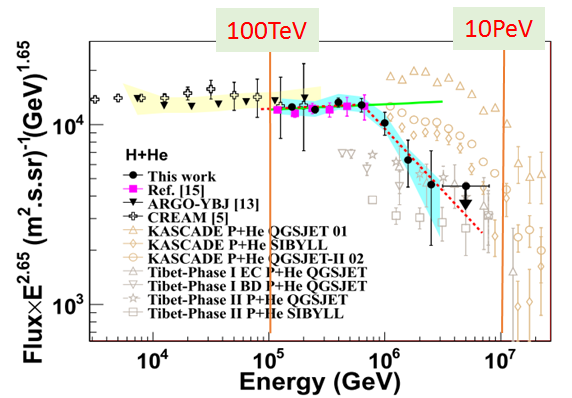 100TeV
10PeV
Flux×E^2.65 (m^2.s.sr)^-1(GeV)^1.65
10^4
10^3
H+He
This work
Ref. [15]
ARGO-YBJ [13]
CREAM [5]
KASCADE P+He QGSJET 01
KASCADE P+He SIBYLL
KASCADE P+He QGSJET-II 02
Tibet-Phase I EC P+He QGSJET
Tibet-Phase I BD P+He QGSJET
Tibet-Phase II P+He QGSJET
Tibet-Phase II P+He SIBYLL
10^4 10^5 10^6 10^7
Energy (GeV)